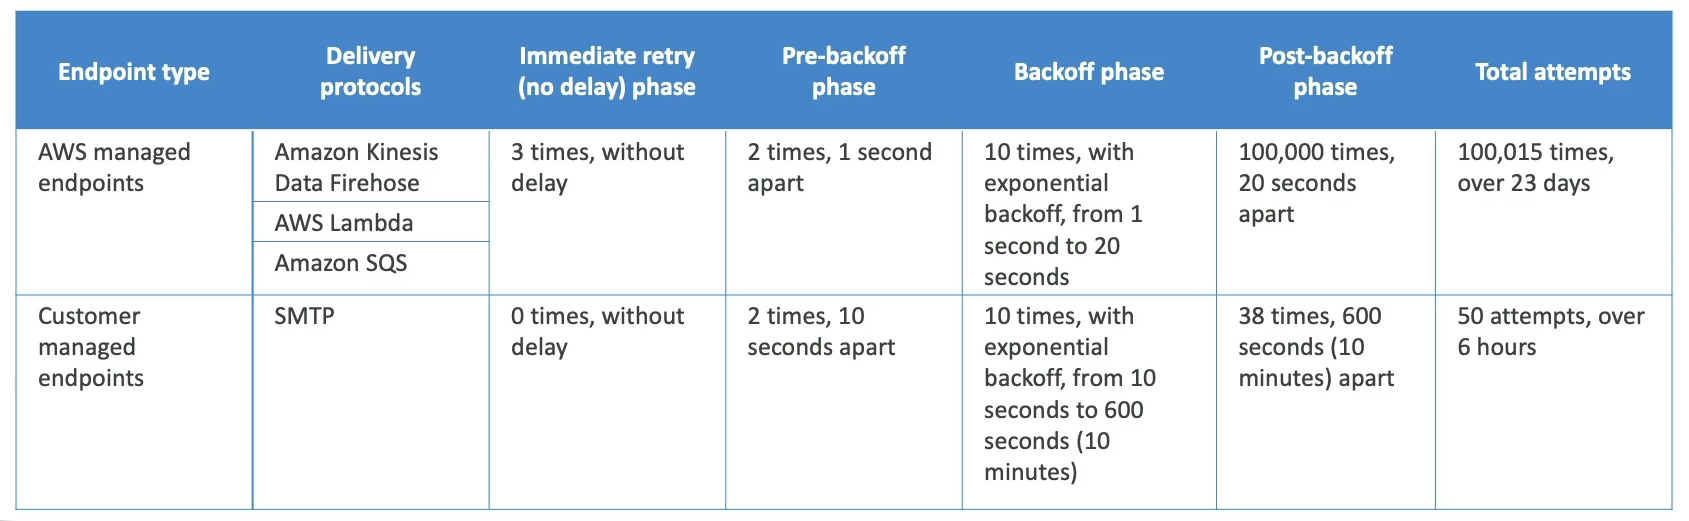 Endpoint type
Delivery
protocols
Immediate retry
(no delay) phase
Pre-backoff
phase
Backoff phase
Post-backoff
phase
Total attempts
AWS managed
endpoints
Amazon Kinesis
Data Firehose
AWS Lambda
Amazon SQS
3 times, without
delay
2 times, 1 second
apart
10 times, with
exponential
backoff, from 1
second to 20
seconds
100,000 times,
20 seconds
apart
100,015 times,
over 23 days
Customer
managed
endpoints
SMTP
0 times, without
delay
2 times, 10
seconds apart
10 times, with
exponential
backoff, from 10
seconds to 600
seconds (10
minutes)
38 times, 600
seconds (10
minutes) apart
50 attempts, over
6 hours